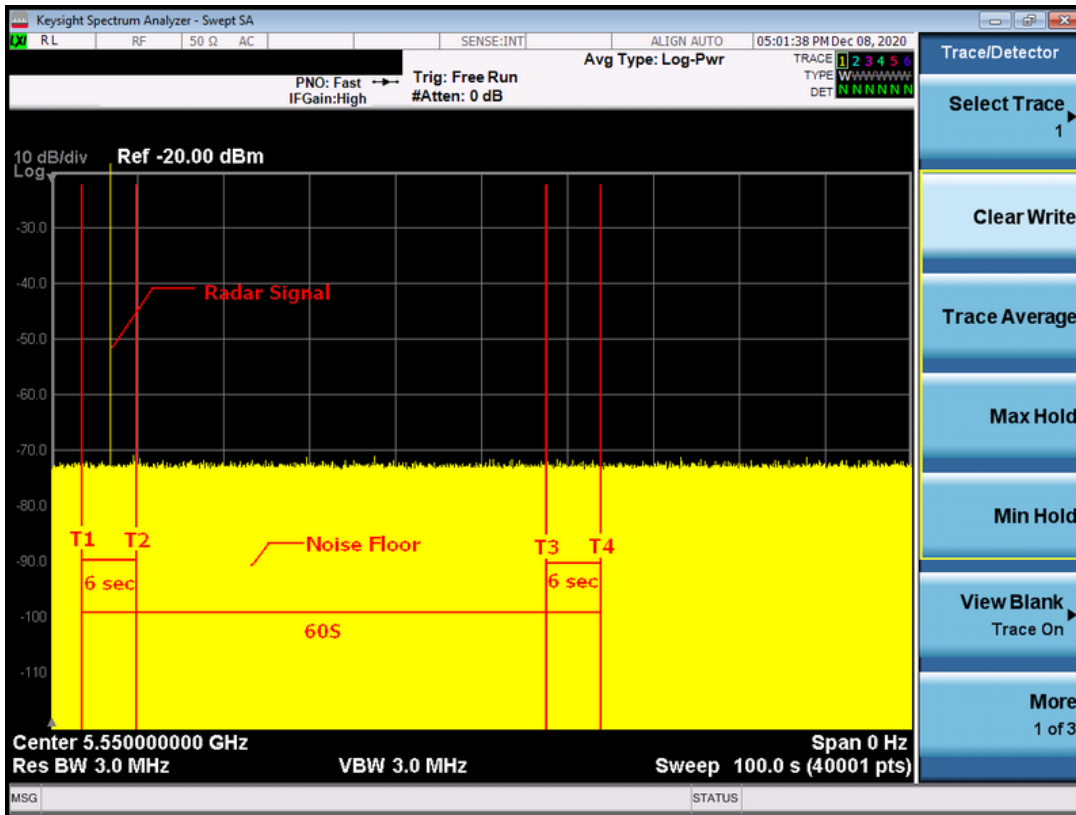 Keysight Spectrum Analyzer - Swept SA
LXI RL RF 50 Ω AC SENSE:INT ALIGN AUTO 05:01:38 PM Dec 08, 2020
Avg Type: Log-Pwr
TRACE 1 2 3 4 5 6
TYPE WWWWWW
DET N N N N N N
PNO: Fast
IFGain:High
Trig: Free Run
#Atten: 0 dB
10 dB/div
Log
Ref -20.00 dBm
-30.0
-40.0
-50.0
-60.0
-70.0
-80.0
-90.0
-100
-110
Radar Signal
T1 T2
Noise Floor
T3 T4
6 sec
6 sec
60S
Center 5.550000000 GHz
Span 0 Hz
Res BW 3.0 MHz
VBW 3.0 MHz
Sweep 100.0 s (40001 pts)
MSG
STATUS
Trace/Detector
Select Trace
1
Clear Write
Trace Average
Max Hold
Min Hold
View Blank
Trace On
More
1 of 3